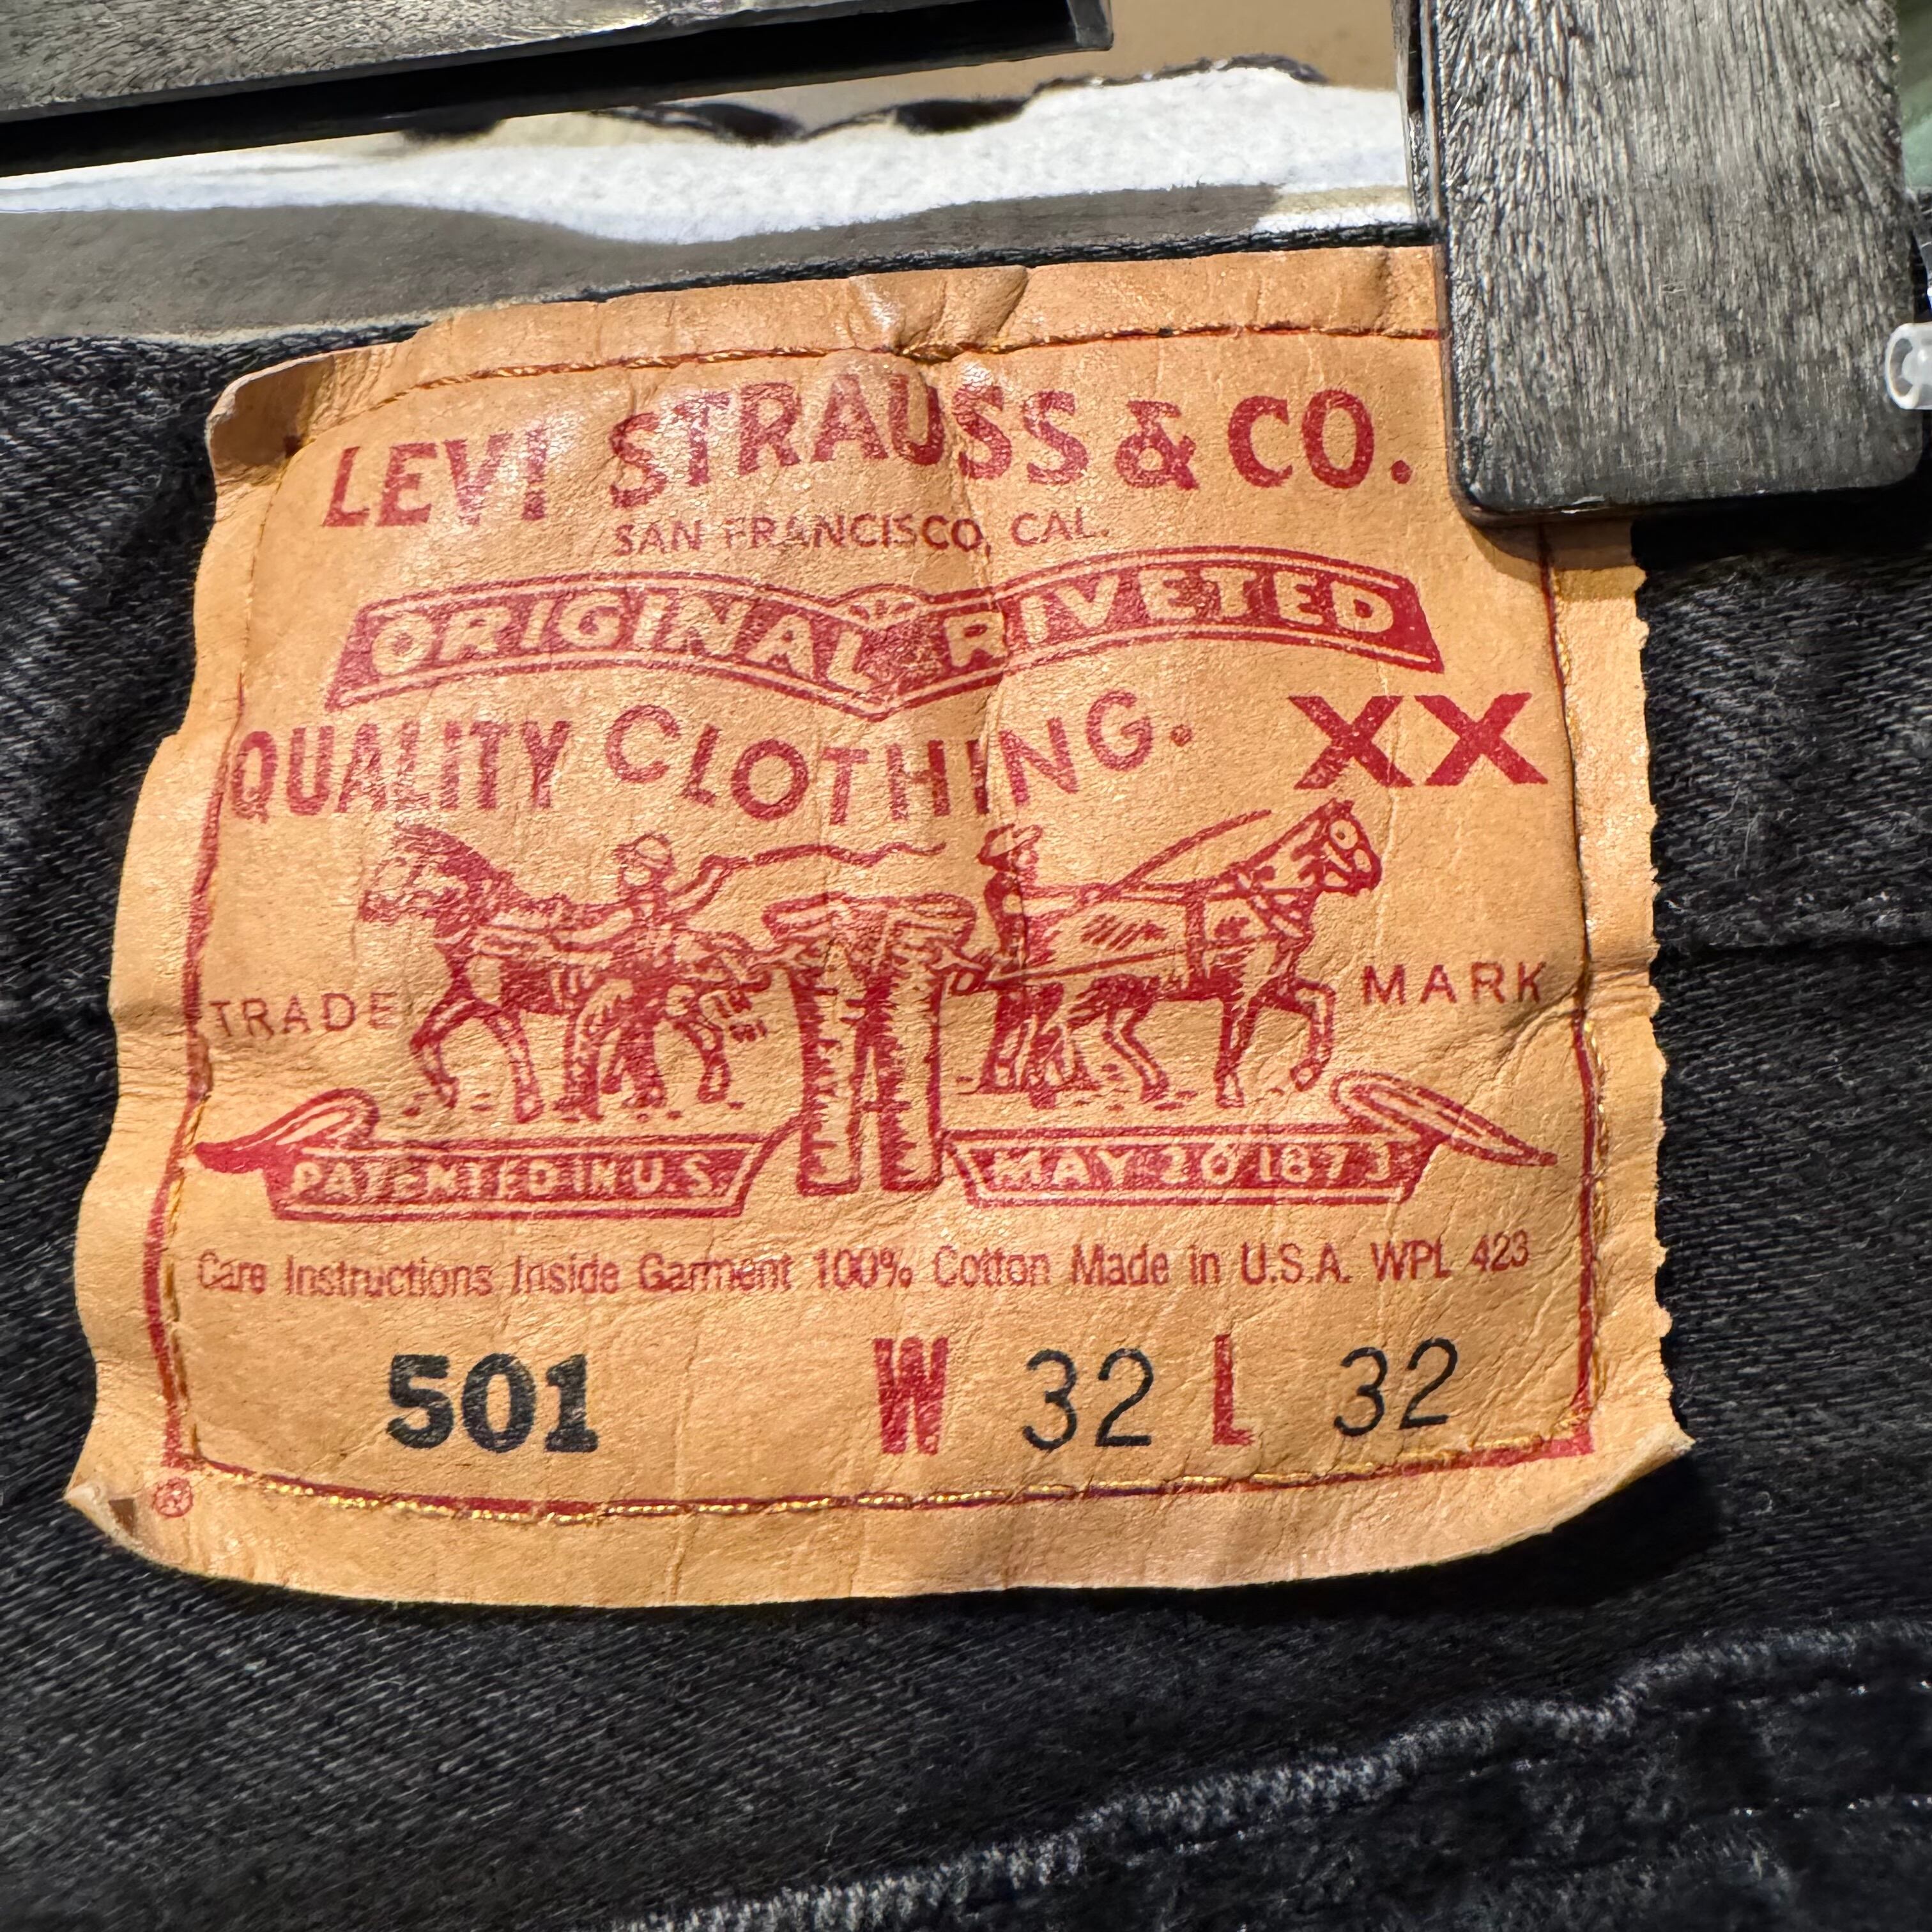 LEVI STRAUSS & CO.
SAN FRANCISCO, CAL.
ORIGINAL RIVETED
QUALITY CLOTHING. XX
TRADE MARK
PATENTED IN U.S. MAY 20 1873
Care Instructions Inside Garment 100% Cotton Made in U.S.A. WPL 423
501 W 32 L 32
®